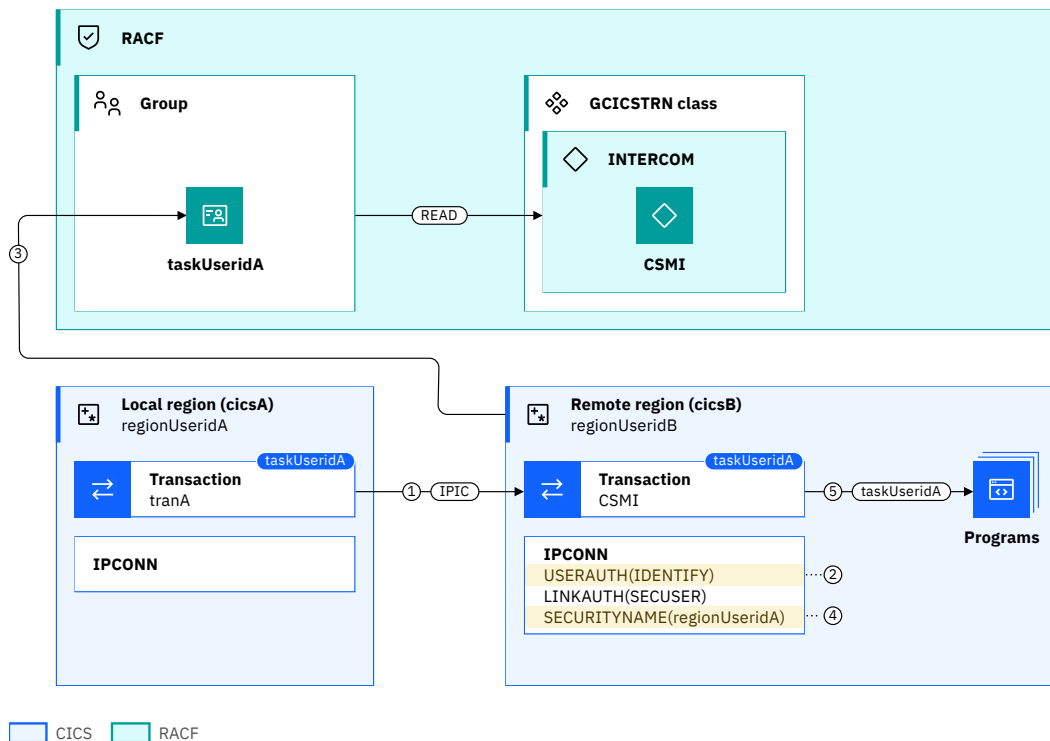 RACF
Group
GCICSTRN class
INTERCOM
READ
taskUseridA
CSMI
3
Local region (cicsA)
regionUseridA
taskUseridA
Transaction
tranA
IPCONN
1
IPIC
Remote region (cicsB)
regionUseridB
taskUseridA
Transaction
CSMI
5
taskUseridA
Programs
IPCONN
USERAUTH(IDENTIFY)
2
LINKAUTH(SECUSER)
SECURITYNAME(regionUseridA)
4
CICS
RACF